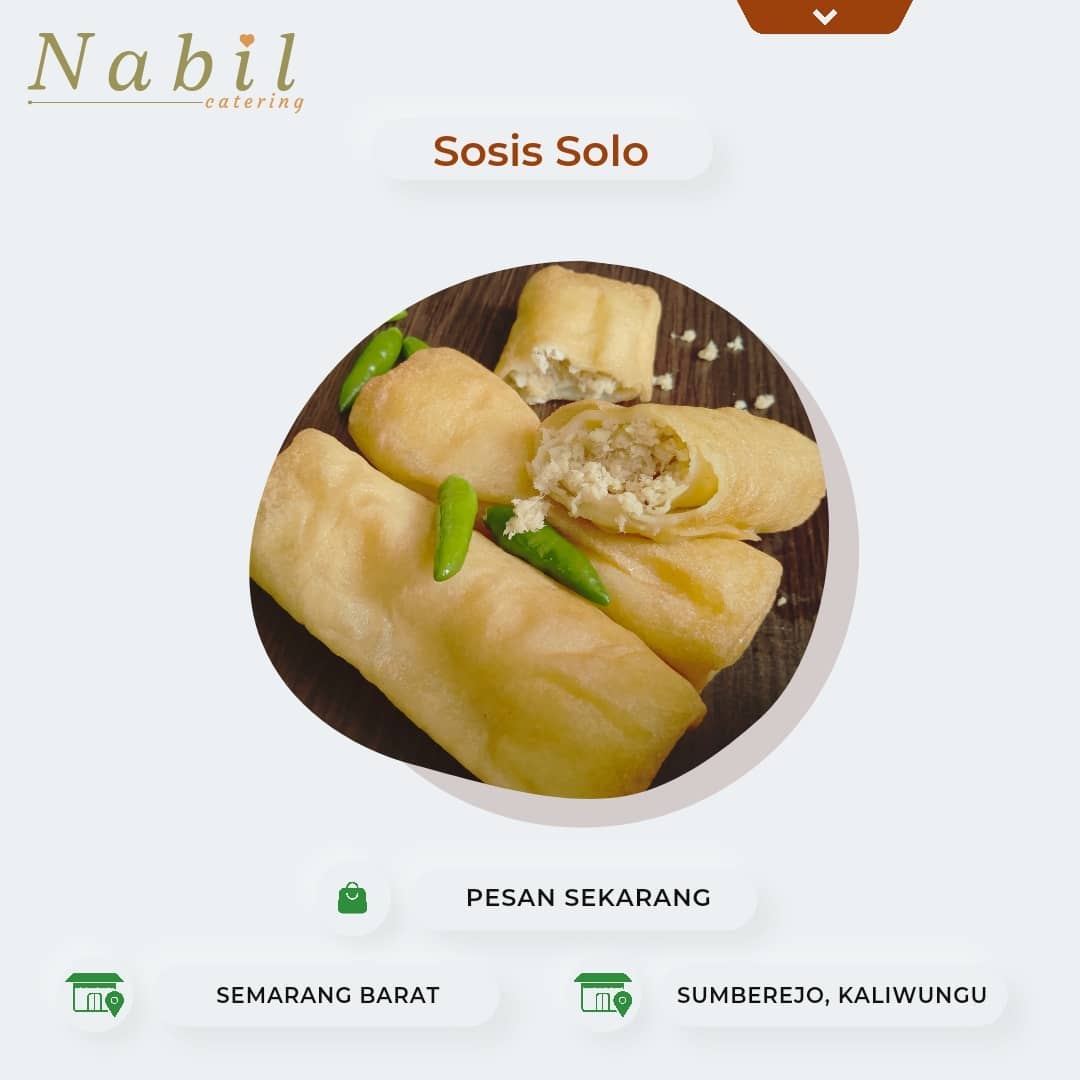 Nabil
catering
Sosis Solo
PESAN SEKARANG
SEMARANG BARAT
SUMBEREJO, KALIWUNGU